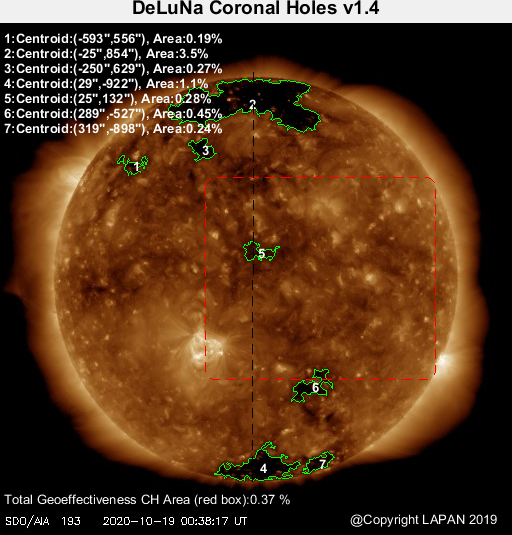 DeLuNa Coronal Holes v1.4
1:Centroid:(-593",556"), Area:0.19%
2:Centroid:(-25",854"), Area:3.5%
3:Centroid:(-250",629"), Area:0.27%
4:Centroid:(29",-922"), Area:1.1%
5:Centroid:(25",132"), Area:0.28%
6:Centroid:(289",-527"), Area:0.45%
7:Centroid:(319",-898"), Area:0.24%
2
3
1
5
6
4
7
Total Geoeffectiveness CH Area (red box):0.37 %
SDO/AIA 193 2020-10-19 00:38:17 UT
@Copyright LAPAN 2019